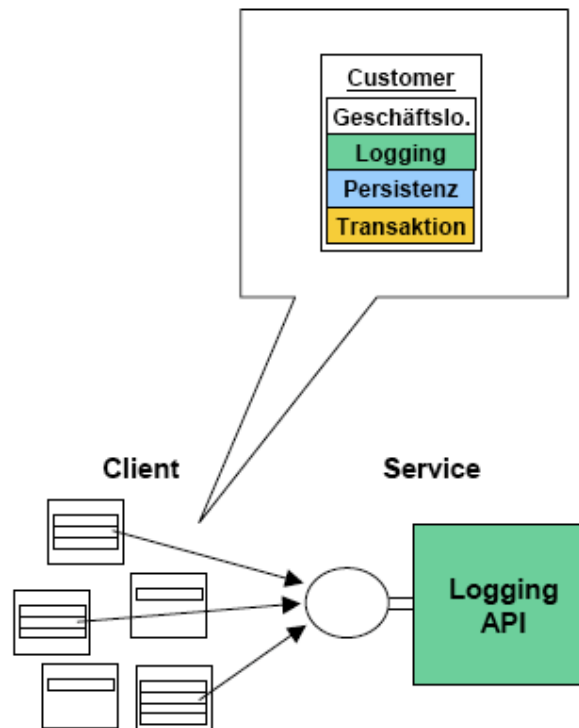 Customer
Geschäftslo.
Logging
Persistenz
Transaktion
Client
Service
Logging
API